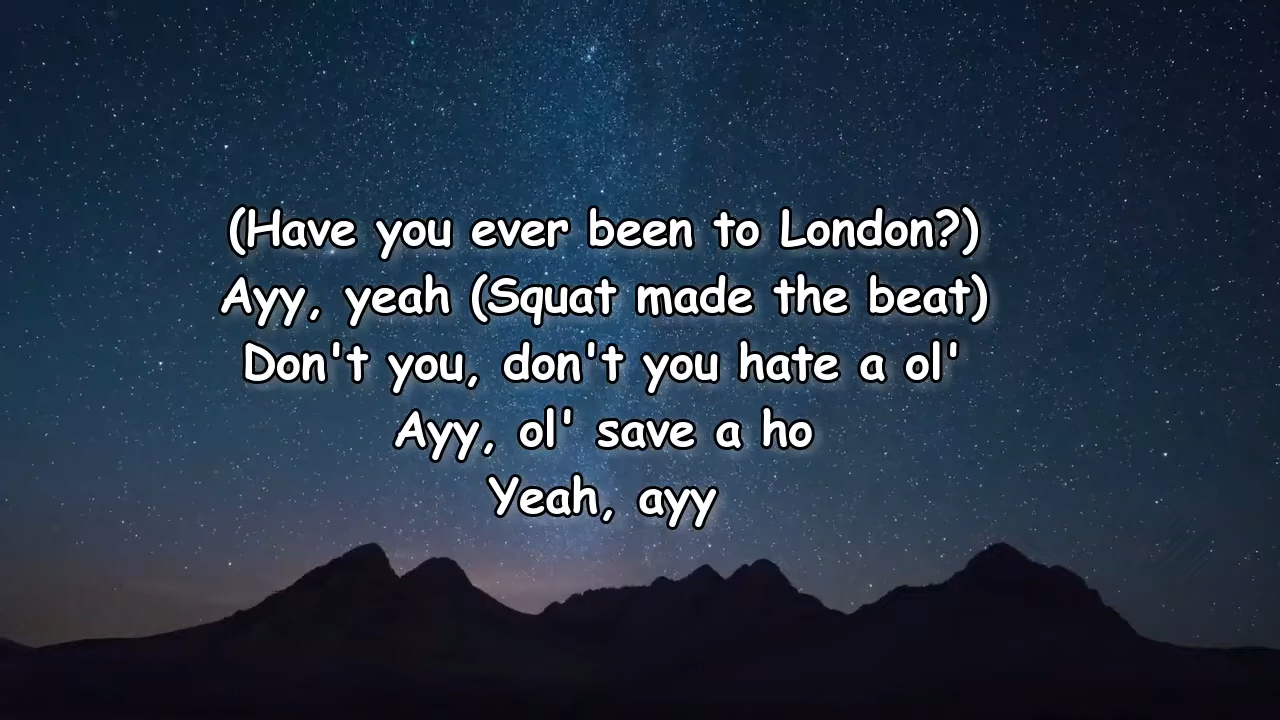 (Have you ever been to London?)
Ayy, yeah (Squat made the beat)
Don't you, don't you hate a ol'
Ayy, ol' save a ho
Yeah, ayy